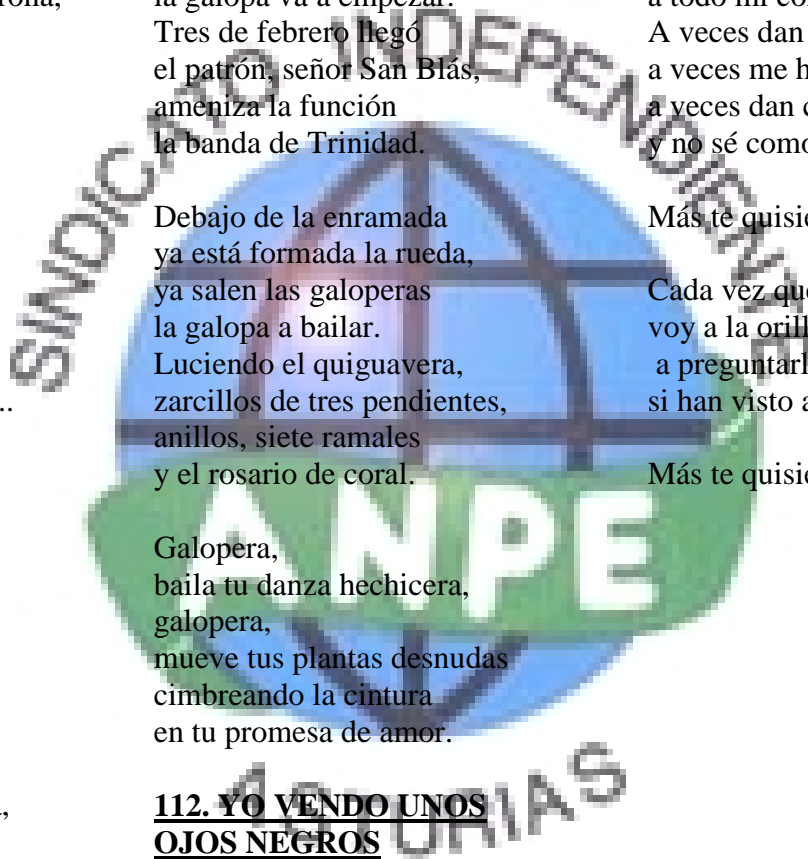 la galopa va a empezar.
Tres de febrero llegó
el patrón, señor San Blás,
ameniza la función
la banda de Trinidad.
Debajo de la enramada
ya está formada la rueda,
ya salen las galoperas
la galopa a bailar.
Luciendo el quiguavera,
zarcillos de tres pendientes,
anillos, siete ramales
y el rosario de coral.
Galopera,
baila tu danza hechicera,
galopera,
mueve tus plantas desnudas
cimbreando la cintura
en tu promesa de amor.
112. YO VENDO UNOS
OJOS NEGROS
a todo mi
A veces dan
a veces me
a veces dan
y no sé como
Más te
Cada vez que
voy a la
a
si han visto a
Más te
SINDICATO INDEPENDIENTE
ANPE
ASTURIAS